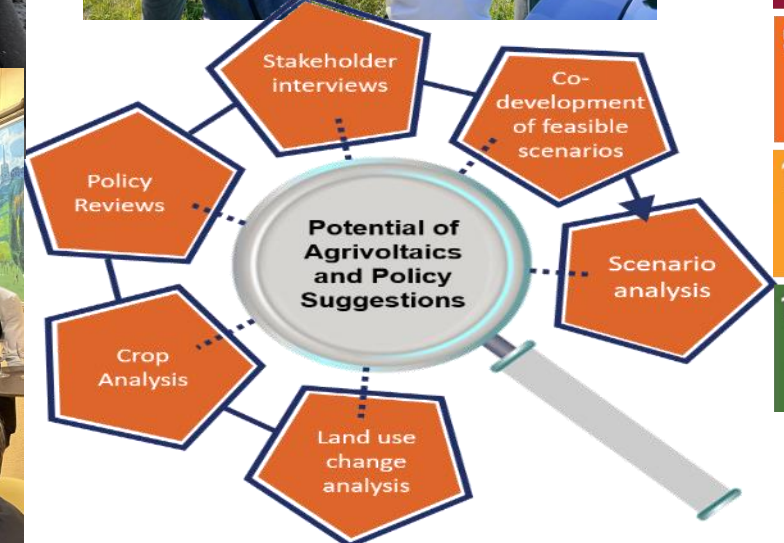 Stakeholder
interviews
Co-
development
of feasible
scenarios
Policy
Reviews
Potential of
Agrivoltaics
and Policy
Suggestions
Scenario
analysis
Crop
Analysis
Land use
change
analysis